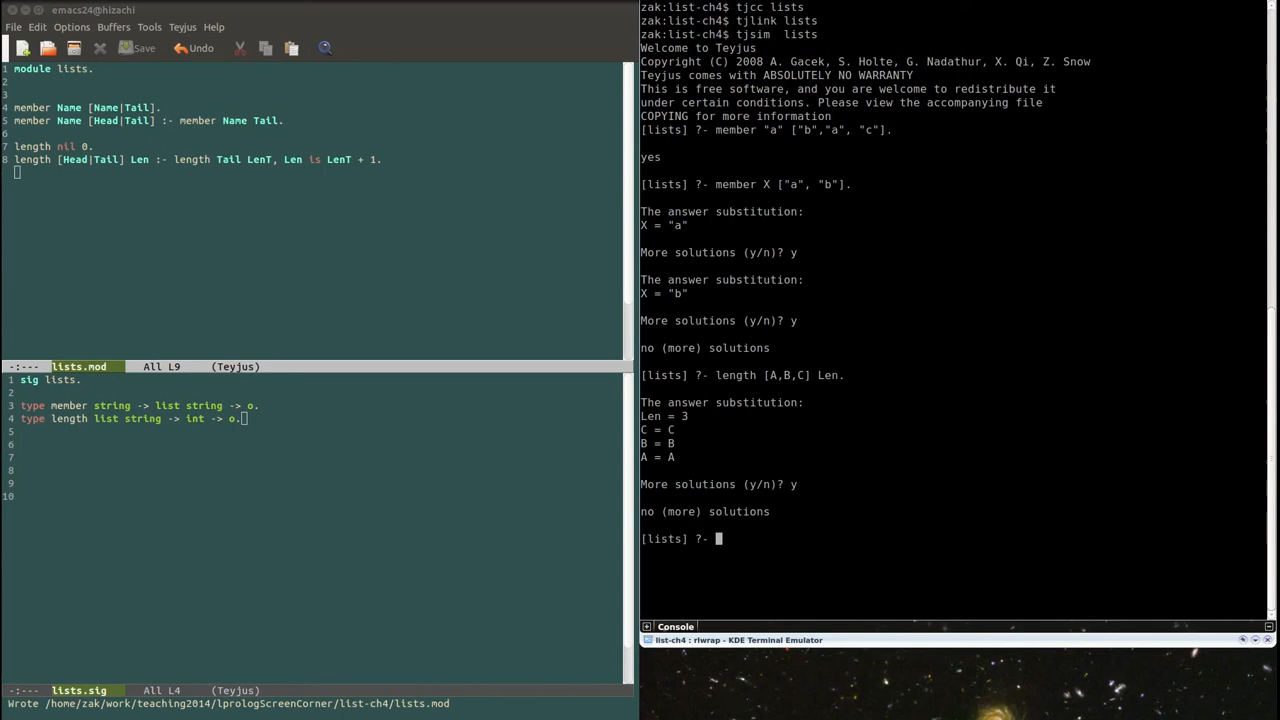 emacs24@hizachi
File Edit Options Buffers Tools Teyjus Help
Save Undo
1 module lists.
2
3
4 member Name [Name|Tail].
5 member Name [Head|Tail] :- member Name Tail.
6
7 length nil 0.
8 length [Head|Tail] Len :- length Tail LenT, Len is LenT + 1.
-:--- lists.mod All L9 (Teyjus)
1 sig lists.
2
3 type member string -> list string -> o.
4 type length list string -> int -> o.
5
6
7
8
9
10
-:--- lists.sig All L4 (Teyjus)
Wrote /home/zak/work/teaching2014/lprologScreenCorner/list-ch4/lists.mod
zak:list-ch4$ tjcc lists
zak:list-ch4$ tjlink lists
zak:list-ch4$ tjsim  lists
Welcome to Teyjus
Copyright (C) 2008 A. Gacek, S. Holte, G. Nadathur, X. Qi, Z. Snow
Teyjus comes with ABSOLUTELY NO WARRANTY
This is free software, and you are welcome to redistribute it
under certain conditions. Please view the accompanying file
COPYING for more information
[lists] ?- member "a" ["b","a", "c"].
yes
[lists] ?- member X ["a", "b"].
The answer substitution:
X = "a"
More solutions (y/n)? y
The answer substitution:
X = "b"
More solutions (y/n)? y
no (more) solutions
[lists] ?- length [A,B,C] Len.
The answer substitution:
Len = 3
C = C
B = B
A = A
More solutions (y/n)? y
no (more) solutions
[lists] ?-
Console
list-ch4 : rlwrap - KDE Terminal Emulator